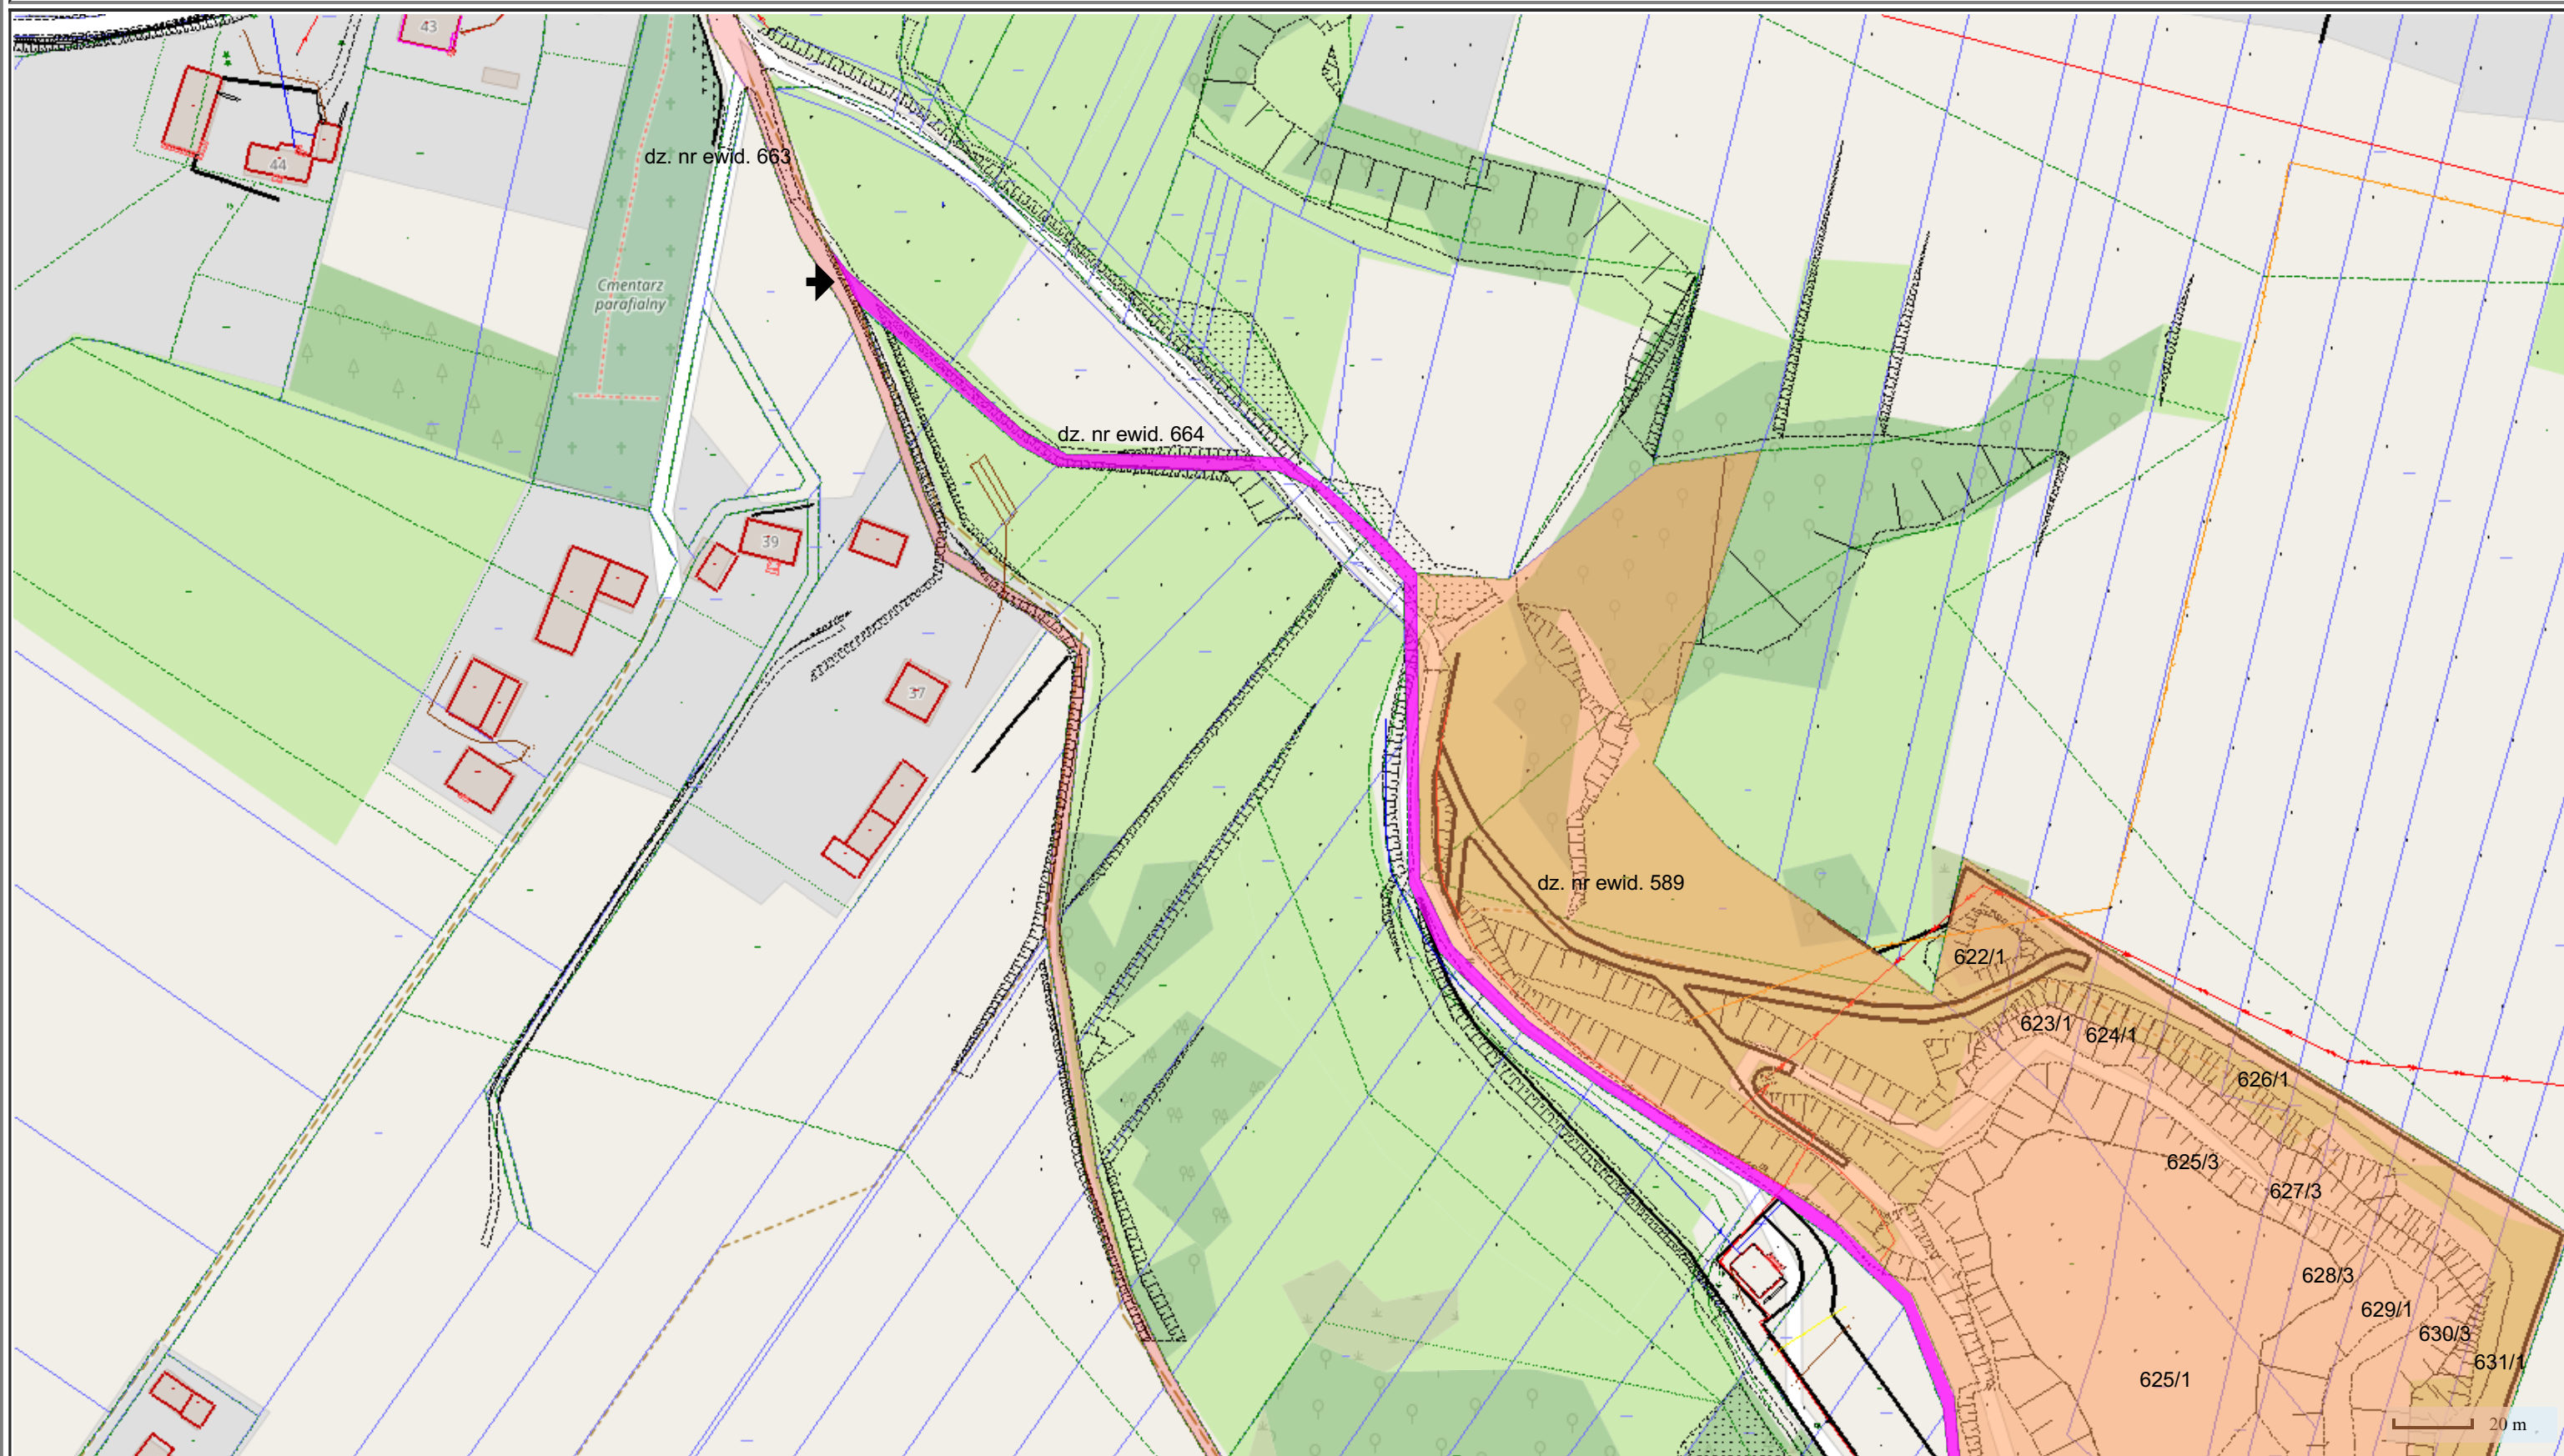 43
44
dz. nr ewid. 663
Cmentarz
parafialny
dz. nr ewid. 664
39
37
dz. nr ewid. 589
622/1
623/1
624/1
626/1
625/3
627/3
628/3
629/1
630/3
631/1
625/1
20 m